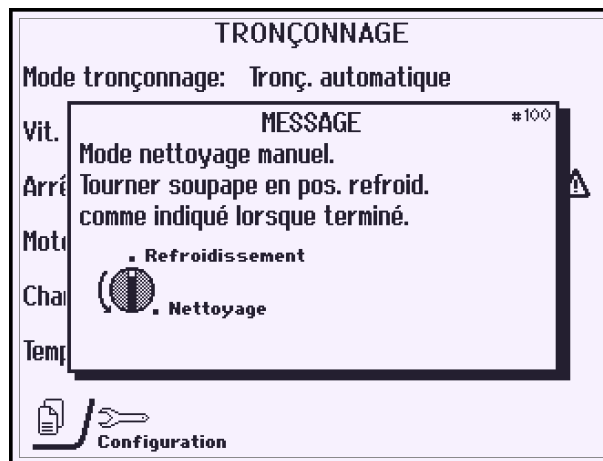 TRONÇONNAGE
Mode tronçonnage: Tronç. automatique
Vit.
MESSAGE #100
Mode nettoyage manuel.
Tourner soupape en pos. refroid.
comme indiqué lorsque terminé.
Refroidissement
Nettoyage
Configuration